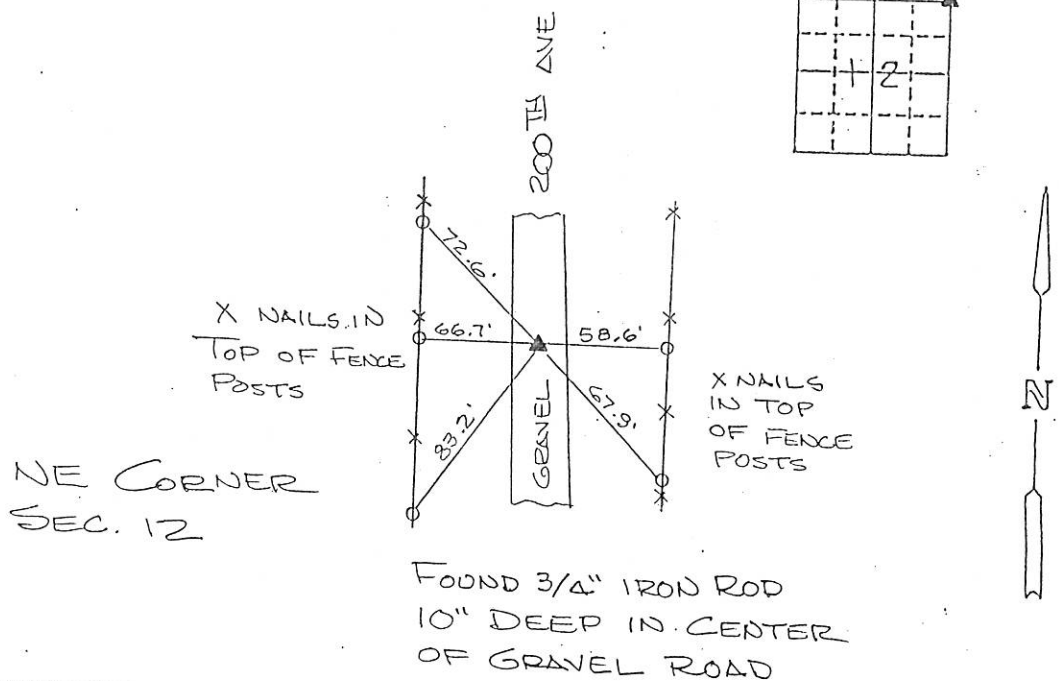 200TH AVE
12
72.6'
X NAILS IN
TOP OF FENCE
POSTS
66.7'
58.6'
83.2'
GRAVEL
67.9'
X NAILS
IN TOP
OF FENCE
POSTS
N
NE CORNER
SEC. 12
FOUND 3/4" IRON ROD
10" DEEP IN CENTER
OF GRAVEL ROAD